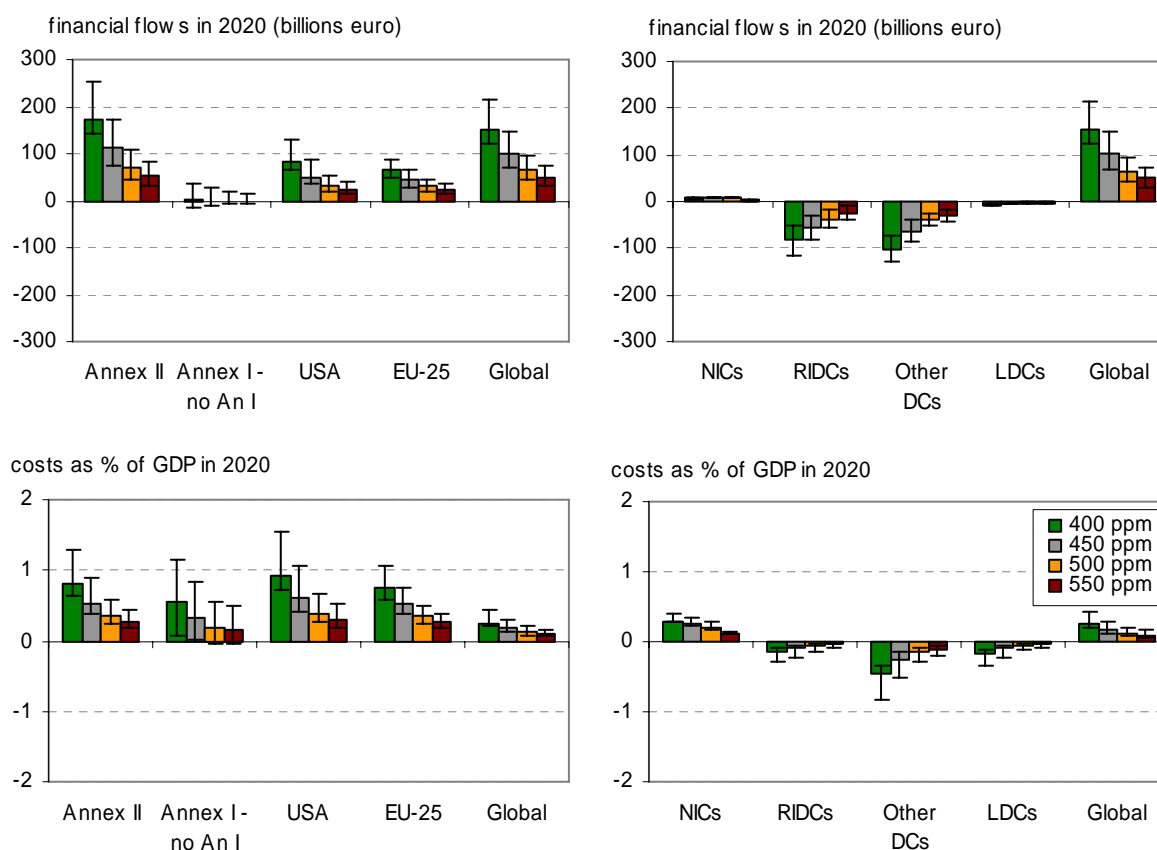 financial flows in 2020 (billions euro)
300
200
100
0
-100
-200
-300
Annex II Annex I - USA EU-25 Global
no An I
financial flows in 2020 (billions euro)
300
200
100
0
-100
-200
-300
NICs RIDCs Other LDCs Global
DCs
costs as % of GDP in 2020
2
1
0
-1
-2
Annex II Annex I - USA EU-25 Global
no An I
costs as % of GDP in 2020
2
1
0
-1
-2
400 ppm
450 ppm
500 ppm
550 ppm
NICs RIDCs Other LDCs Global
DCs